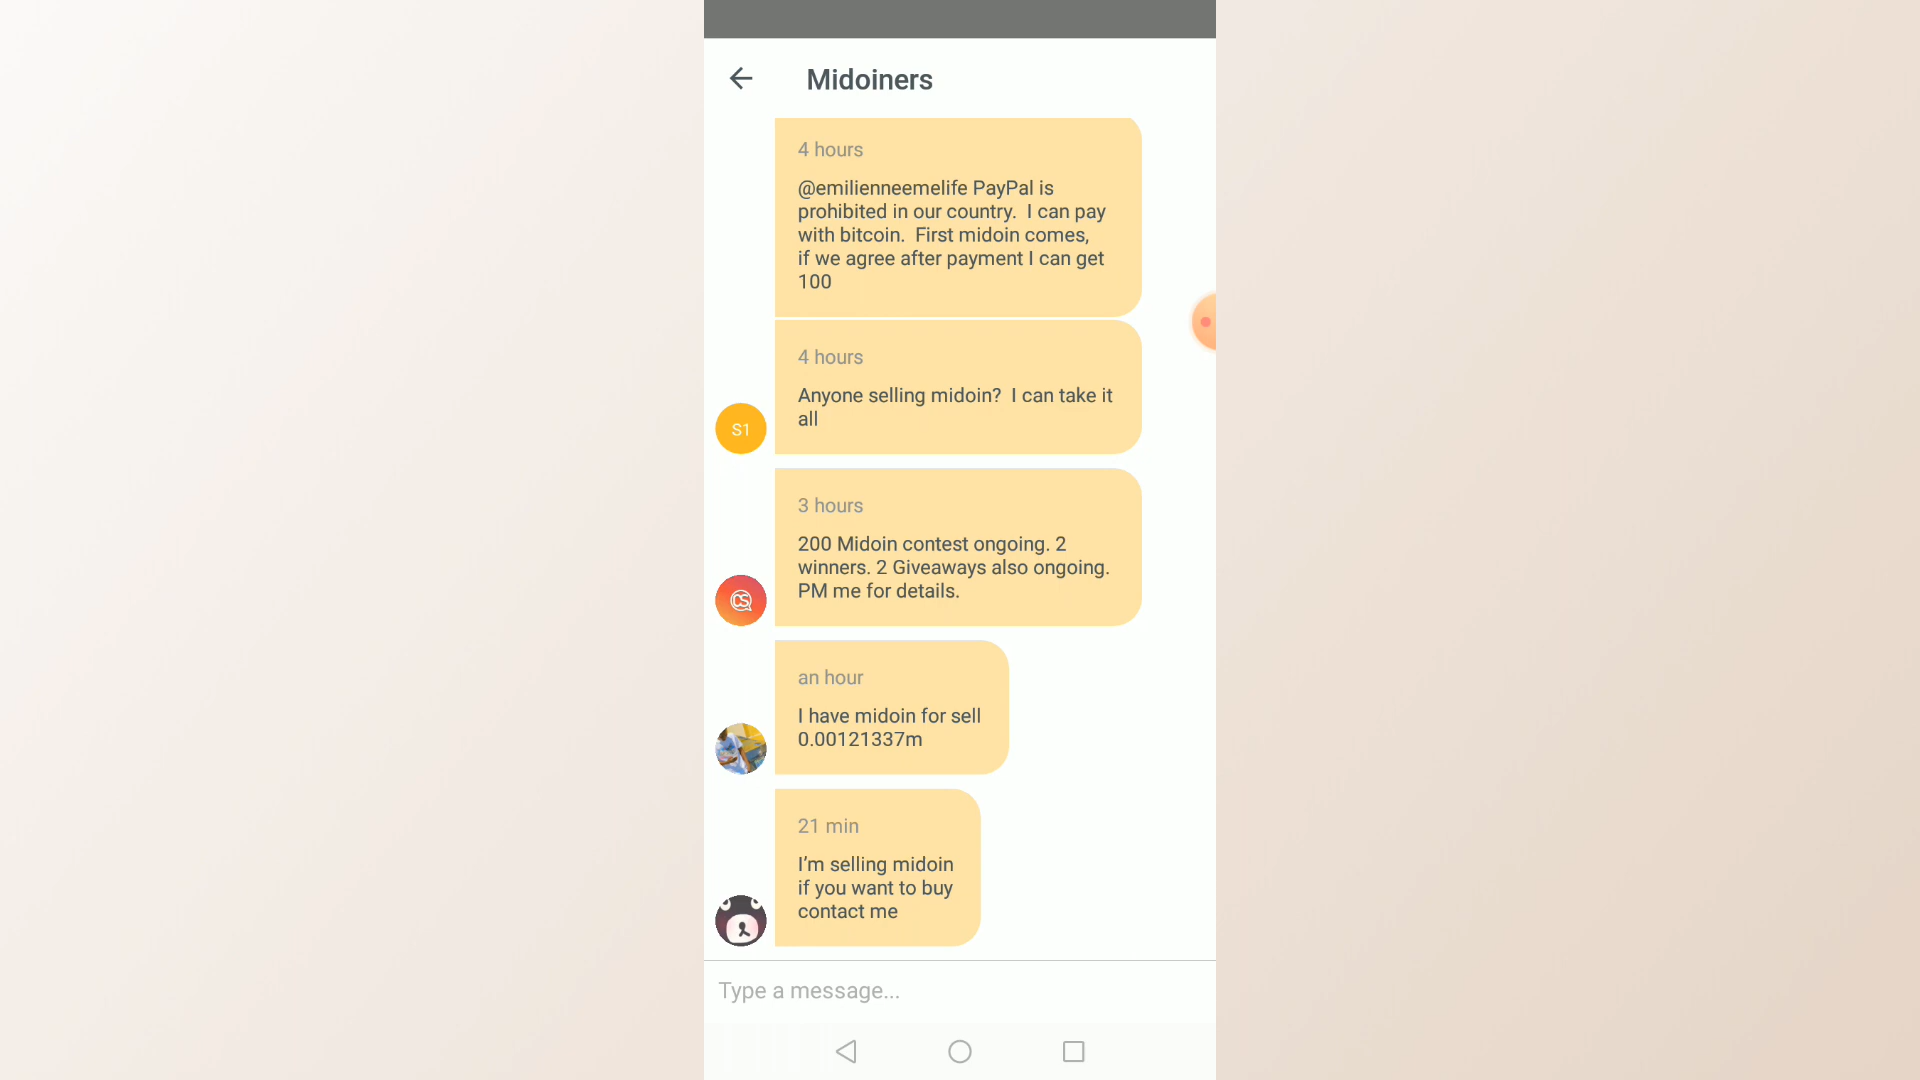 Midoiners
4 hours
@emilienneemelife PayPal is
prohibited in our country.  I can pay
with bitcoin.  First midoin comes,
if we agree after payment I can get
100
4 hours
Anyone selling midoin?  I can take it
all
S1
3 hours
200 Midoin contest ongoing. 2
winners. 2 Giveaways also ongoing.
PM me for details.
CS
an hour
I have midoin for sell
0.00121337m
21 min
I’m selling midoin
if you want to buy
contact me
Type a message...